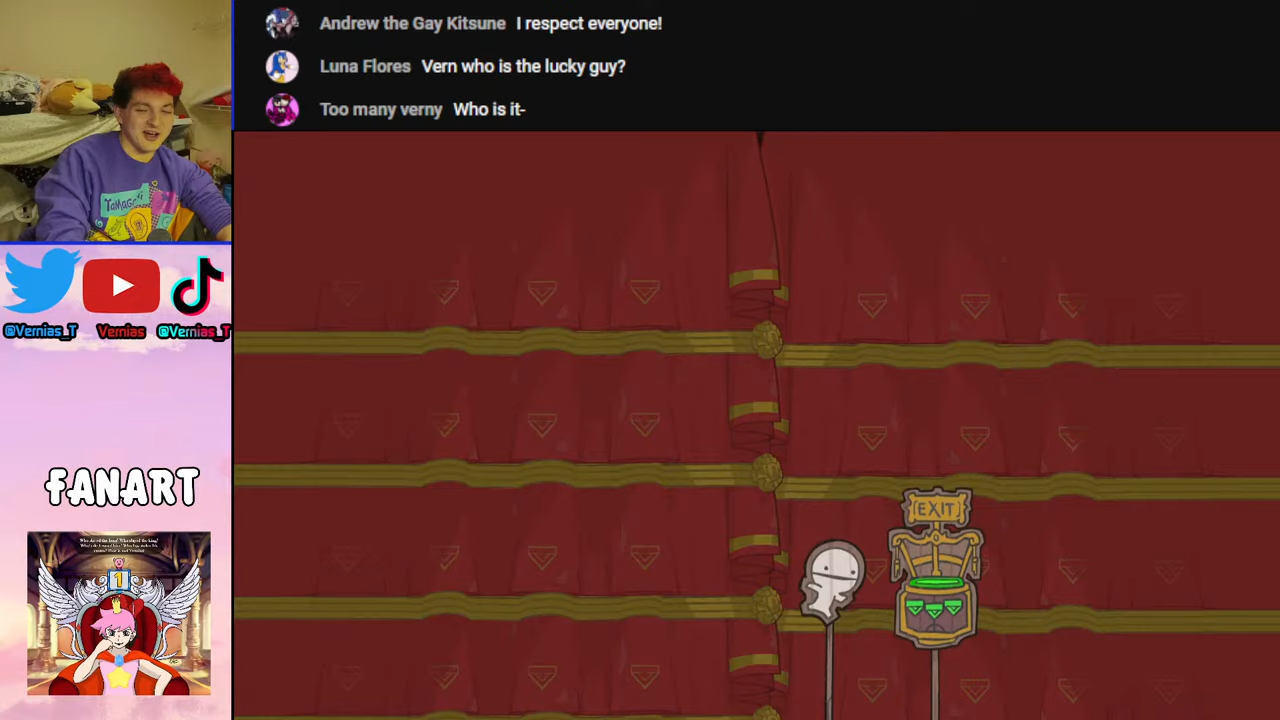 Andrew the Gay Kitsune I respect everyone!
Luna Flores Vern who is the lucky guy?
Too many verny Who is it-
@Vernias_T Vernias @Vernias_T
FANART
1
EXIT